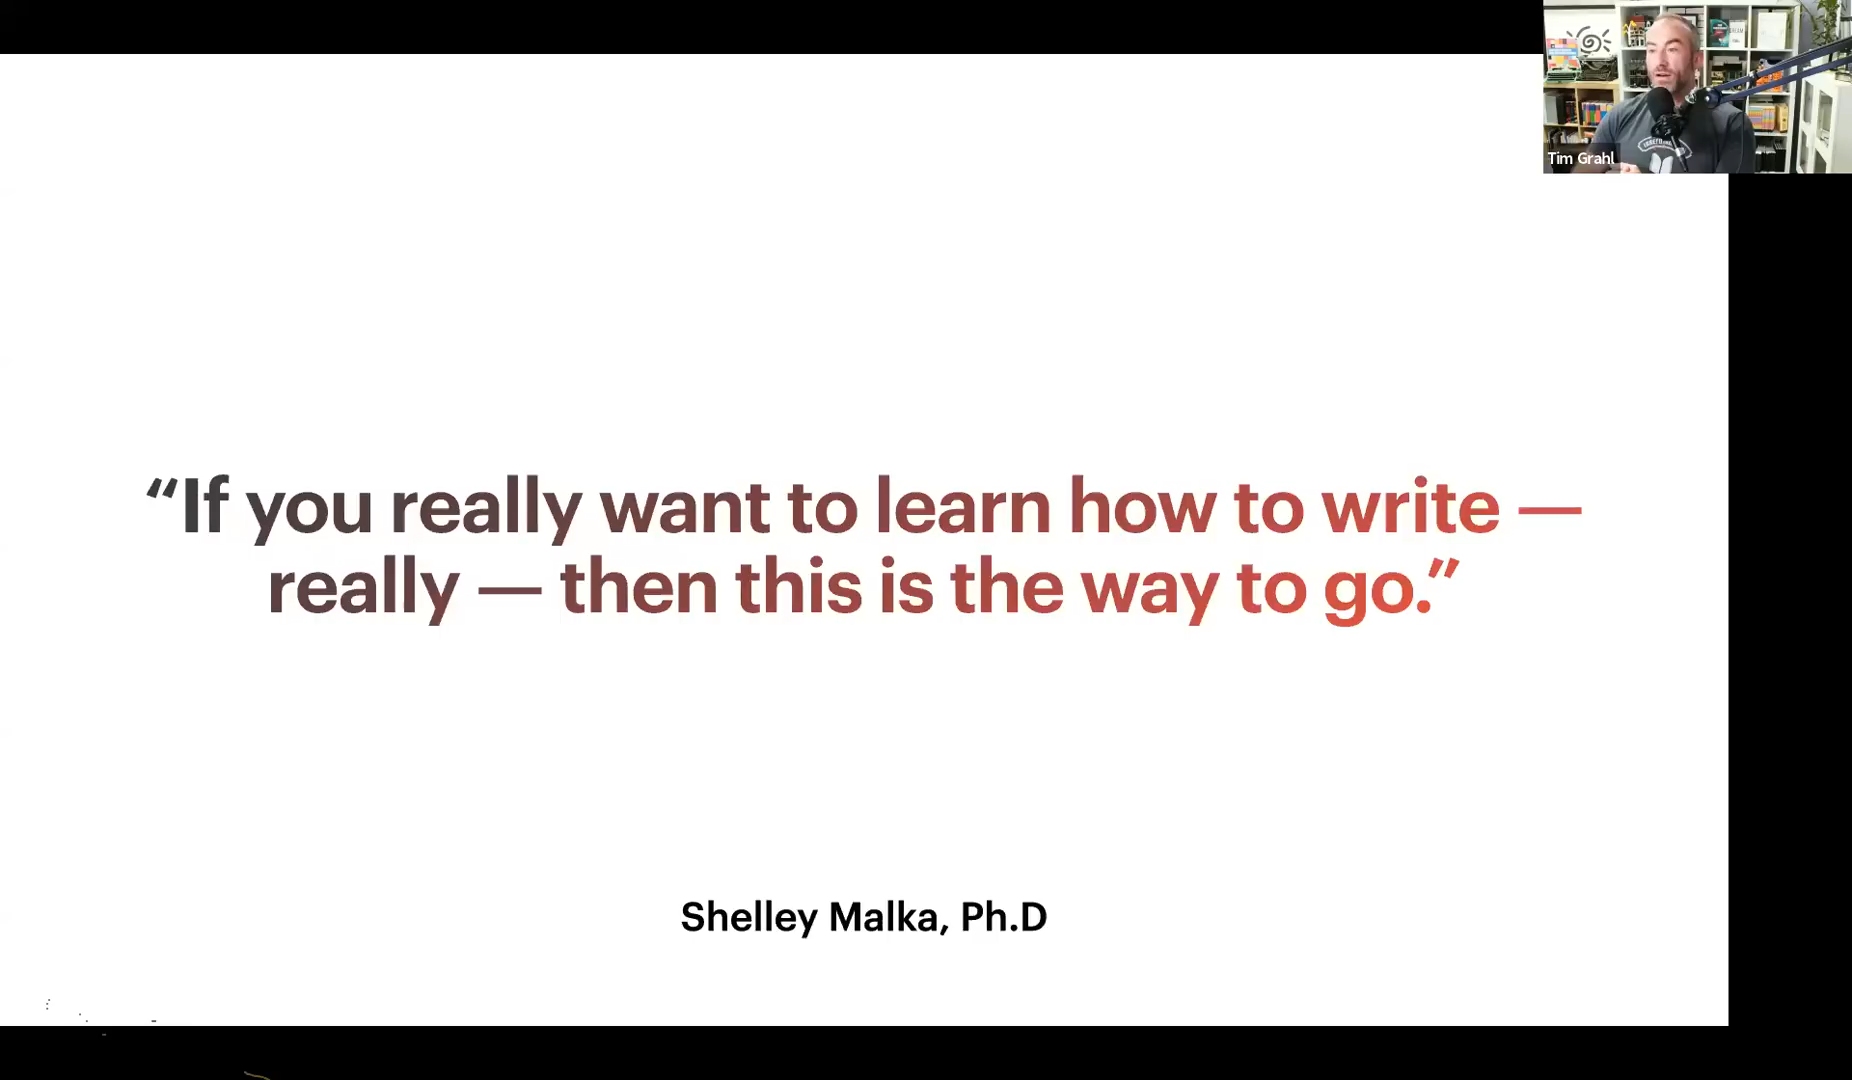 Tim Grahl
“If you really want to learn how to write —
really — then this is the way to go.”
Shelley Malka, Ph.D